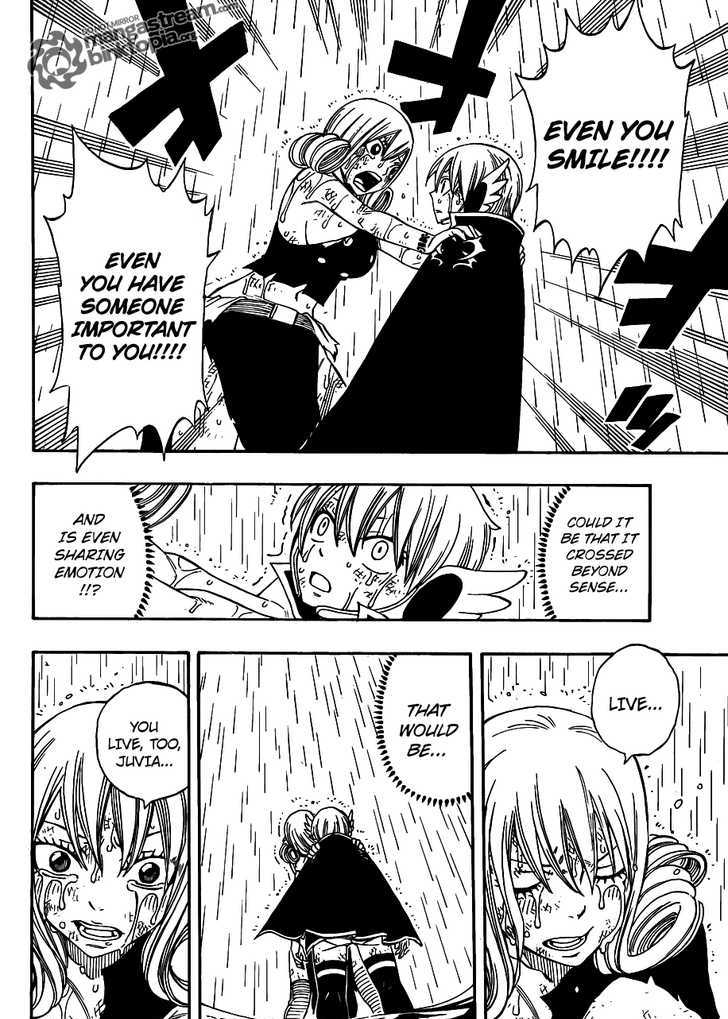 MIRROR
mangastream.com
binktopia.org
EVEN YOU
SMILE!!!!
EVEN
YOU HAVE
SOMEONE
IMPORTANT
TO YOU!!!!
COULD IT
BE THAT IT
CROSSED
BEYOND
SENSE...
AND
IS EVEN
SHARING
EMOTION
!!?
LIVE...
THAT
WOULD
BE...
YOU
LIVE, TOO,
JUVIA...